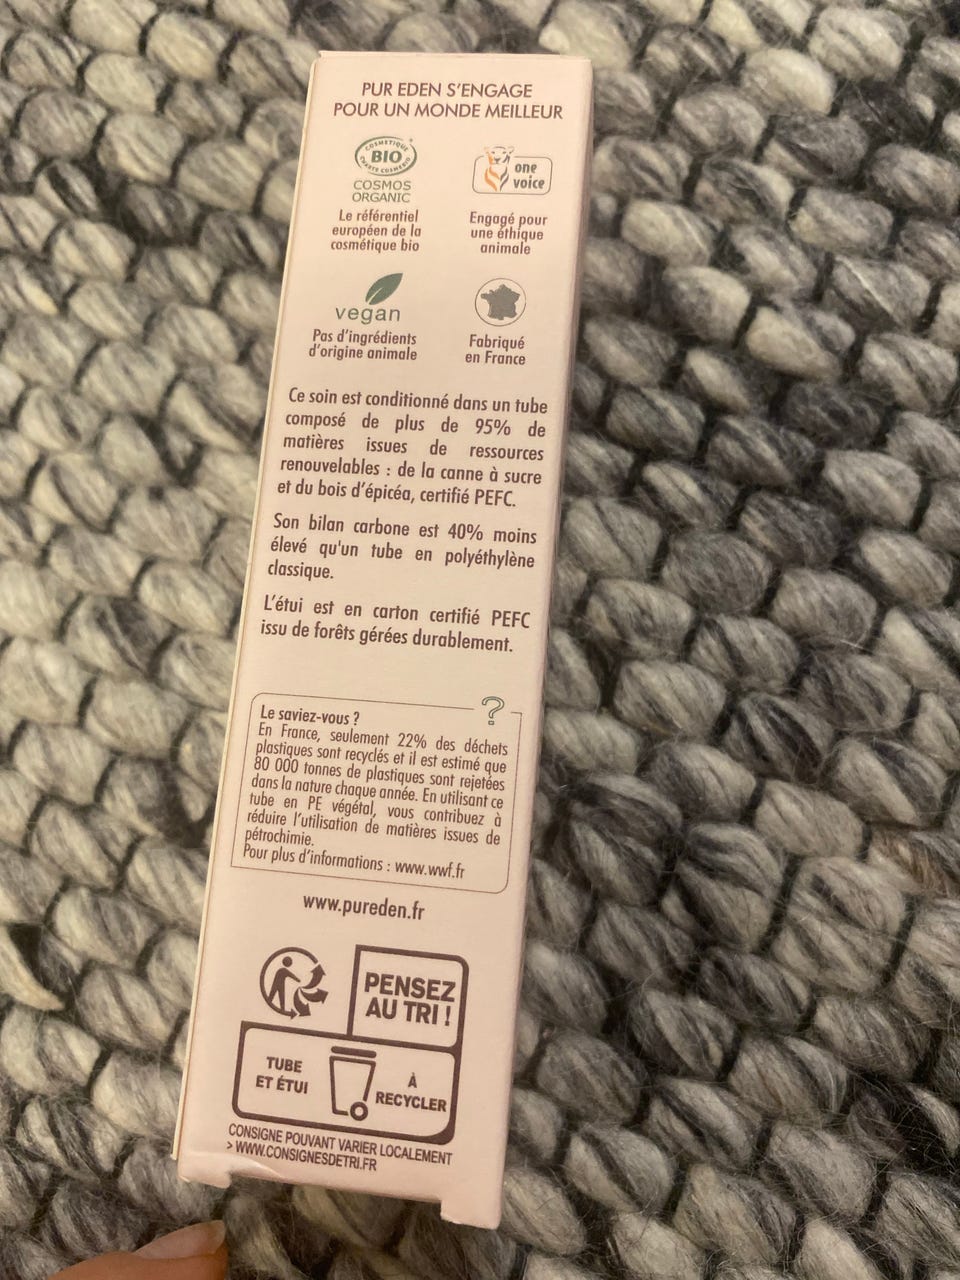 PUR EDEN S'ENGAGE
POUR UN MONDE MEILLEUR
COSMETIQUE
BIO
CHARTE COSMEBIO
COSMOS
ORGANIC
Le référentiel
européen de la
cosmétique bio
one
voice
Engagé pour
une éthique
animale
vegan
Pas d'ingrédients
d'origine animale
Fabriqué
en France
Ce soin est conditionné dans un tube
composé de plus de 95% de
matières issues de ressources
renouvelables : de la canne à sucre
et du bois d'épicéa, certifié PEFC.
Son bilan carbone est 40% moins
élevé qu'un tube en polyéthylène
classique.
L'étui est en carton certifié PEFC
issu de forêts gérées durablement.
?
Le saviez-vous ?
En France, seulement 22% des déchets
plastiques sont recyclés et il est estimé que
80 000 tonnes de plastiques sont rejetées
dans la nature chaque année. En utilisant ce
tube en PE végétal, vous contribuez à
réduire l'utilisation de matières issues de
pétrochimie.
Pour plus d'informations : www.wwf.fr
www.pureden.fr
PENSEZ
AU TRI !
TUBE
ET ÉTUI
À
RECYCLER
CONSIGNE POUVANT VARIER LOCALEMENT
> WWW.CONSIGNESDETRI.FR